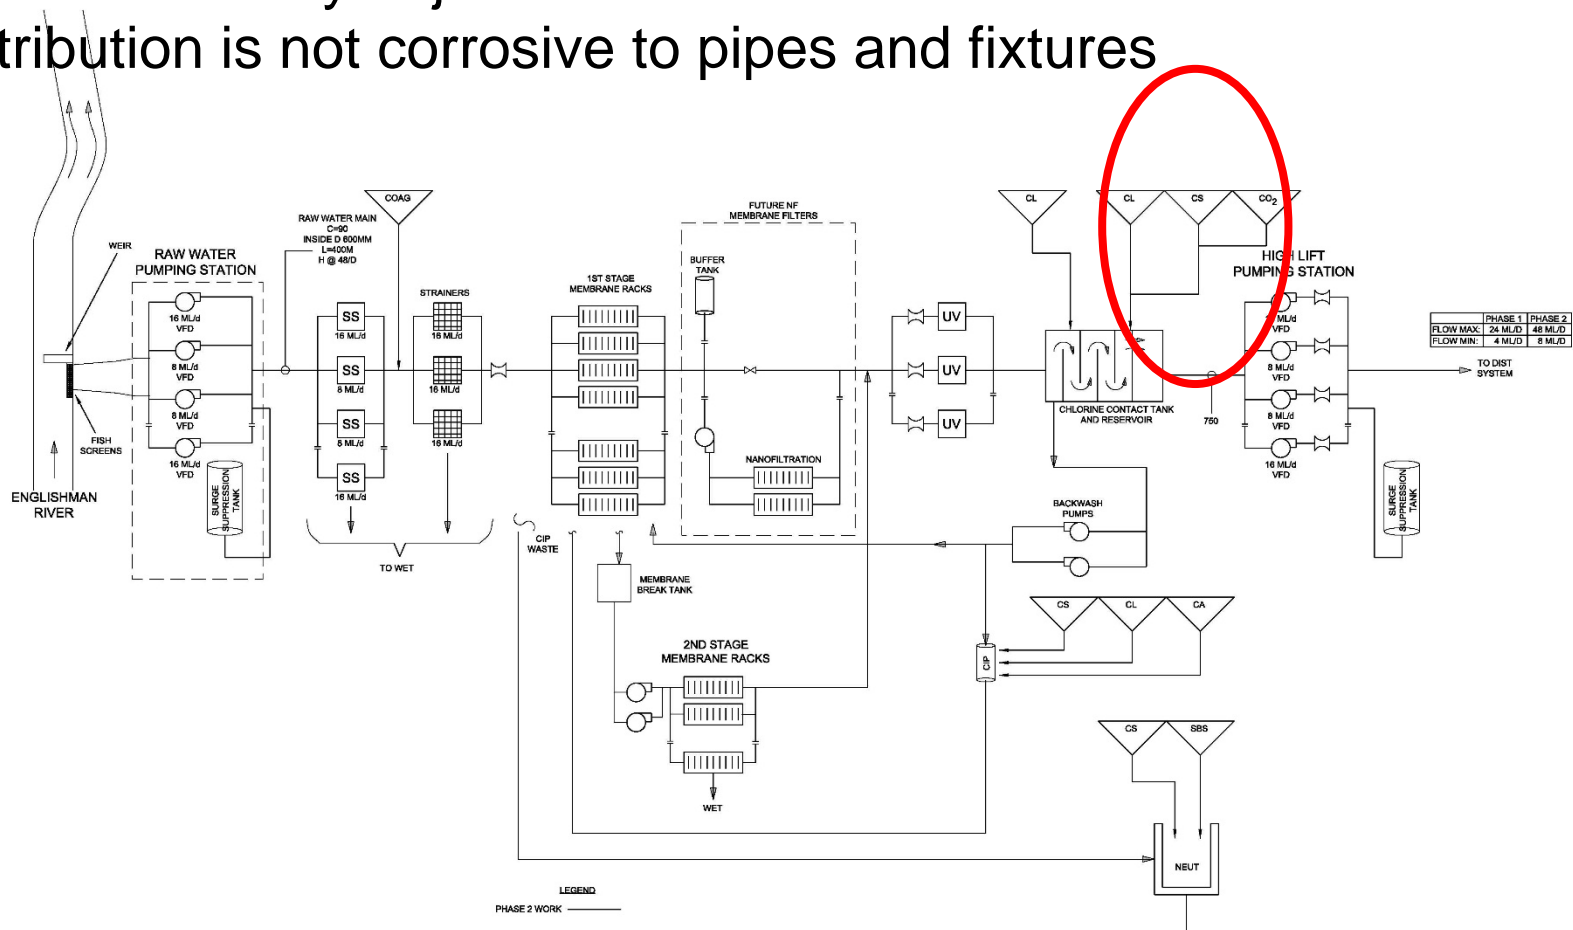 tribution is not corrosive to pipes and fixtures
COAG
CL
CL
CS
CO2
FUTURE NF
MEMBRANE FILTERS
RAW WATER MAIN
C=90
INSIDE D 600MM
L=400M
H @ 48/D
WEIR
RAW WATER
PUMPING STATION
HIGH LIFT
PUMPING STATION
BUFFER
TANK
1ST STAGE
MEMBRANE RACKS
STRAINERS
16 ML/d
VFD
8 ML/d
VFD
8 ML/d
VFD
16 ML/d
VFD
SS
16 ML/d
SS
8 ML/d
SS
8 ML/d
SS
16 ML/d
16 ML/d
16 ML/d
16 ML/d
UV
UV
UV
ML/d
VFD
8 ML/d
VFD
8 ML/d
VFD
16 ML/d
VFD
PHASE 1 PHASE 2
FLOW MAX: 24 ML/D 48 ML/D
FLOW MIN: 4 ML/D 8 ML/D
TO DIST
SYSTEM
CHLORINE CONTACT TANK
AND RESERVOIR
750
FISH
SCREENS
ENGLISHMAN
RIVER
SURGE
SUPPRESSION
TANK
NANOFILTRATION
SURGE
SUPPRESSION
TANK
BACKWASH
PUMPS
CIP
WASTE
TO WET
MEMBRANE
BREAK TANK
CS
CL
CA
CIP
2ND STAGE
MEMBRANE RACKS
WET
CS
SBS
NEUT
LEGEND
PHASE 2 WORK